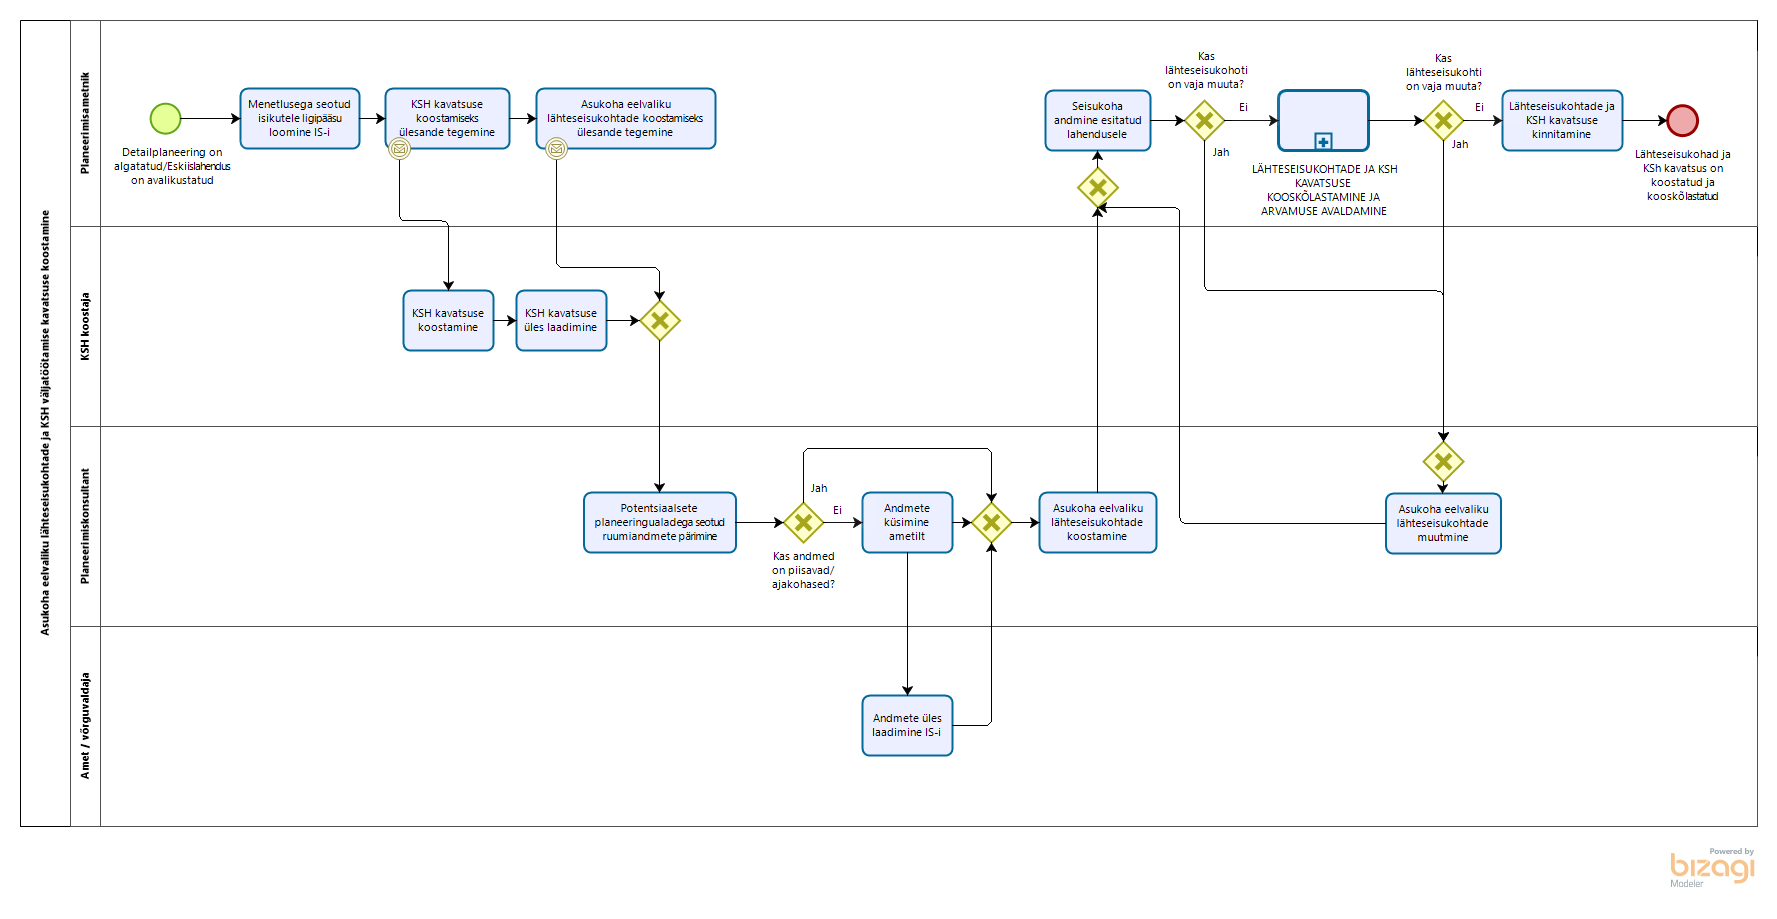 Asukoha eelvaliku lähteseisukohtade ja KSH väljatöötamise kavatsuse koostamine
Planeerimisametnik
Detailplaneering on
algatatud/Eskiislahendus
on avalikustatud
Menetlusega seotud
isikutele ligipääsu
loomine IS-i
KSH kavatsuse
koostamiseks
ülesande tegemine
Asukoha eelvaliku
lähteseisukohtade koostamiseks
ülesande tegemine
Seisukoha
andmine esitatud
lahendusele
Kas
lähteseisukohoti
on vaja muuta?
Ei
Jah
LÄHTESEISUKOHTADE JA KSH
KAVATSUSE
KOOSKÕLASTAMINE JA
ARVAMUSE AVALDAMINE
Kas
lähteseisukohti
on vaja muuta?
Ei
Jah
Lähteseisukohtade ja
KSH kavatsuse
kinnitamine
Lähteseisukohad ja
KSh kavatsus on
koostatud ja
kooskõlastatud
KSH koostaja
KSH kavatsuse
koostamine
KSH kavatsuse
üles laadimine
Planeerimiskonsultant
Potentsiaalsete
planeeringualadega seotud
ruumiandmete pärimine
Jah
Ei
Kas andmed
on piisavad/
ajakohased?
Andmete
küsimine
ametilt
Asukoha eelvaliku
lähteseisukohtade
koostamine
Asukoha eelvaliku
lähteseisukohtade
muutmine
Amet / võrguvaldaja
Andmete üles
laadimine IS-i
Powered by
bizagi
Modeler